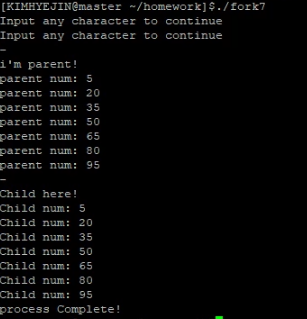 [KIMHYEJIN@master ~/homework]$./fork7
Input any character to continue
Input any character to continue
-
i'm parent!
parent num: 5
parent num: 20
parent num: 35
parent num: 50
parent num: 65
parent num: 80
parent num: 95
-
Child here!
Child num: 5
Child num: 20
Child num: 35
Child num: 50
Child num: 65
Child num: 80
Child num: 95
process Complete!